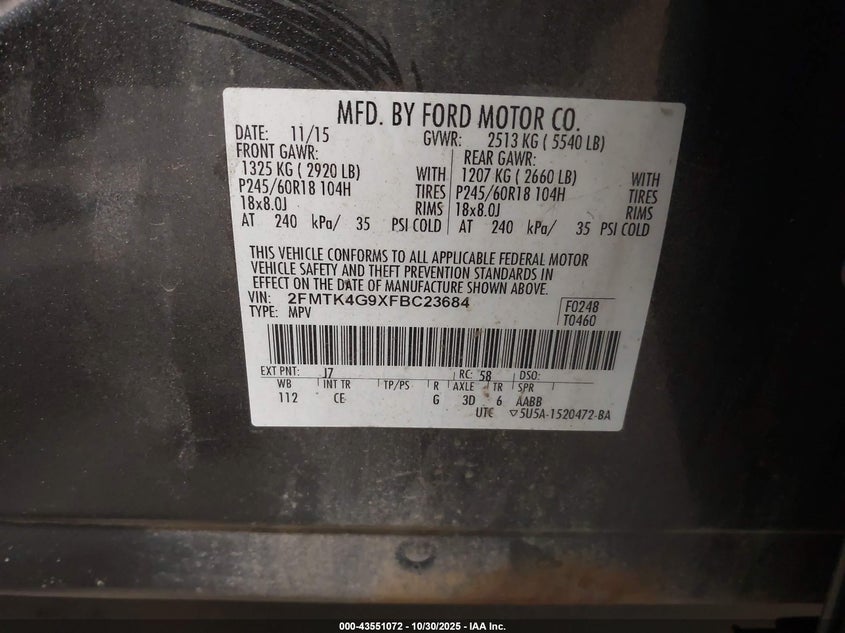 MFD. BY FORD MOTOR CO.
DATE: 11/15 GVWR: 2513 KG ( 5540 LB)
FRONT GAWR: REAR GAWR:
1325 KG ( 2920 LB) WITH 1207 KG ( 2660 LB) WITH
P245/60R18 104H TIRES P245/60R18 104H TIRES
18x8.0J RIMS 18x8.0J RIMS
AT 240 kPa/ 35 PSI COLD AT 240 kPa/ 35 PSI COLD
THIS VEHICLE CONFORMS TO ALL APPLICABLE FEDERAL MOTOR
VEHICLE SAFETY AND THEFT PREVENTION STANDARDS IN
EFFECT ON THE DATE OF MANUFACTURE SHOWN ABOVE.
VIN: 2FMTK4G9XFBC23684 F0248
TYPE: MPV T0460
EXT PNT: J7 RC: 58 DSO:
WB INT TR TP/PS R AXLE TR SPR
112 CE G 3D 6 AABB
UTC ▽5U5A-1520472-BA
000-43551072 - 10/30/2025 - IAA Inc.